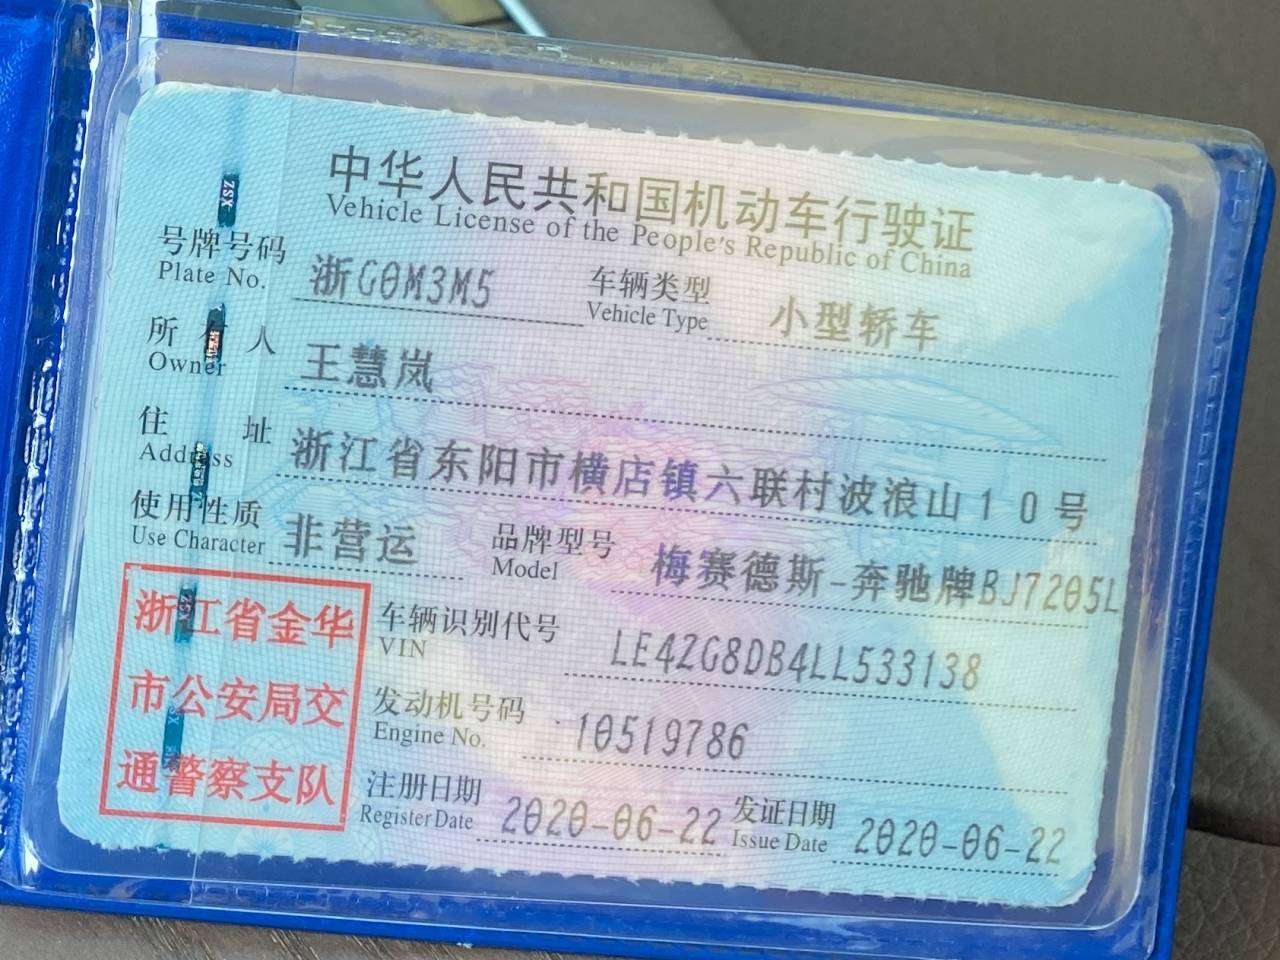 中华人民共和国机动车行驶证
Vehicle License of the People's Republic of China
号牌号码 浙G0M3M5 车辆类型 小型轿车
Plate No. Vehicle Type
所有人 王慧岚
Owner
住址 浙江省东阳市横店镇六联村波浪山10号
Address
使用性质 非营运 品牌型号 梅赛德斯-奔驰牌BJ7205L
Use Character Model
浙江省金华
市公安局交
通警察支队
车辆识别代号 LE4ZG8DB4LL533138
VIN
发动机号码 10519786
Engine No.
注册日期 2020-06-22 发证日期 2020-06-22
Register Date Issue Date
XSZ